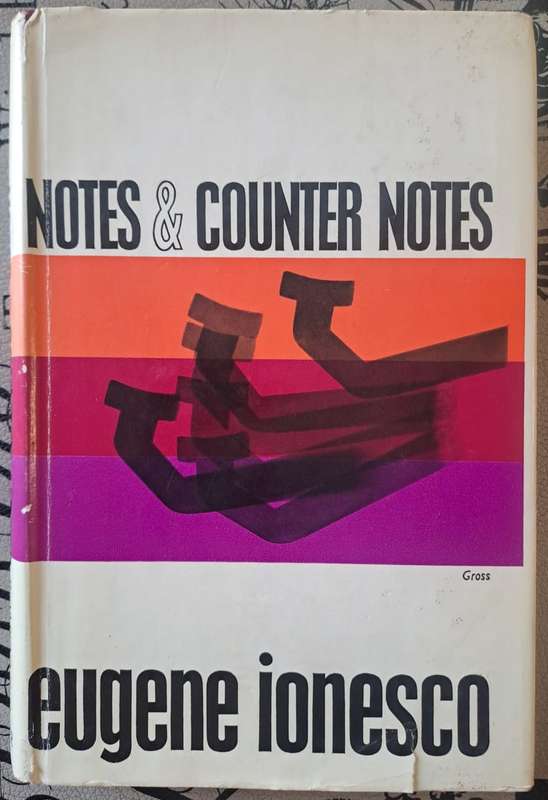 NOTES & COUNTER NOTES
Gross
eugene ionesco